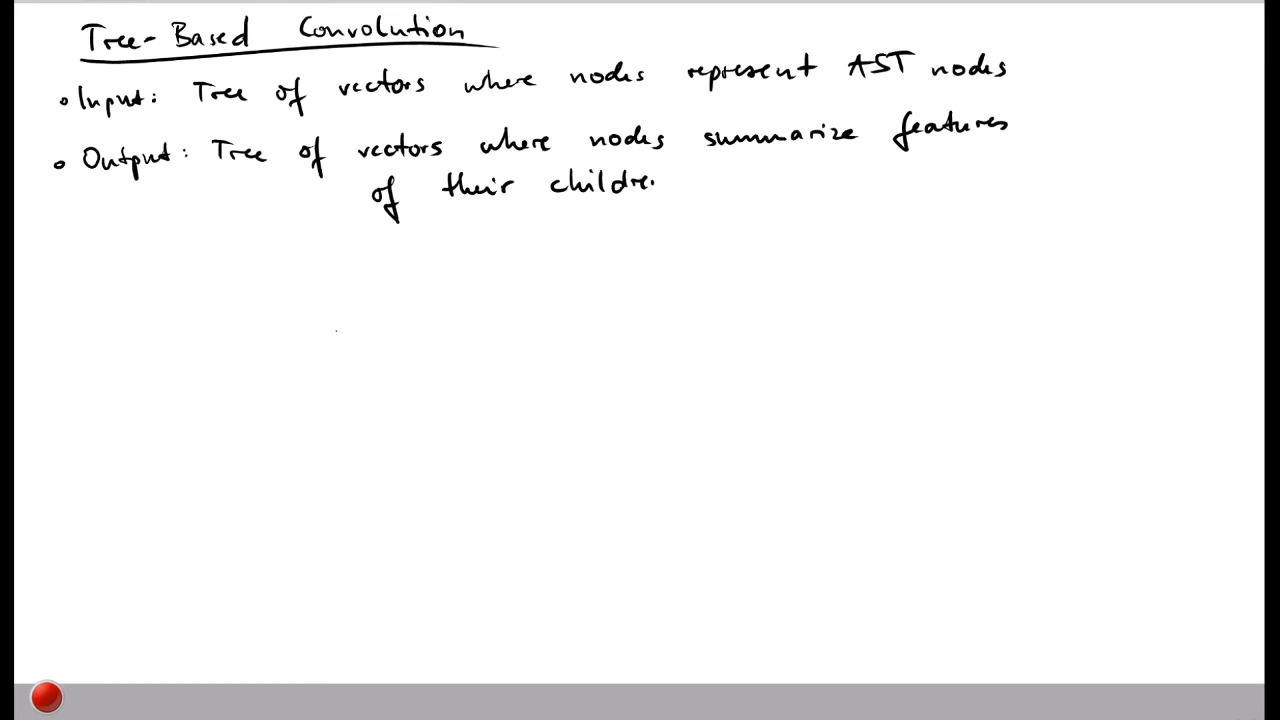 Tree-Based Convolution
• Input: Tree of vectors where nodes represent AST nodes
• Output: Tree of vectors where nodes summarize features
of their childre